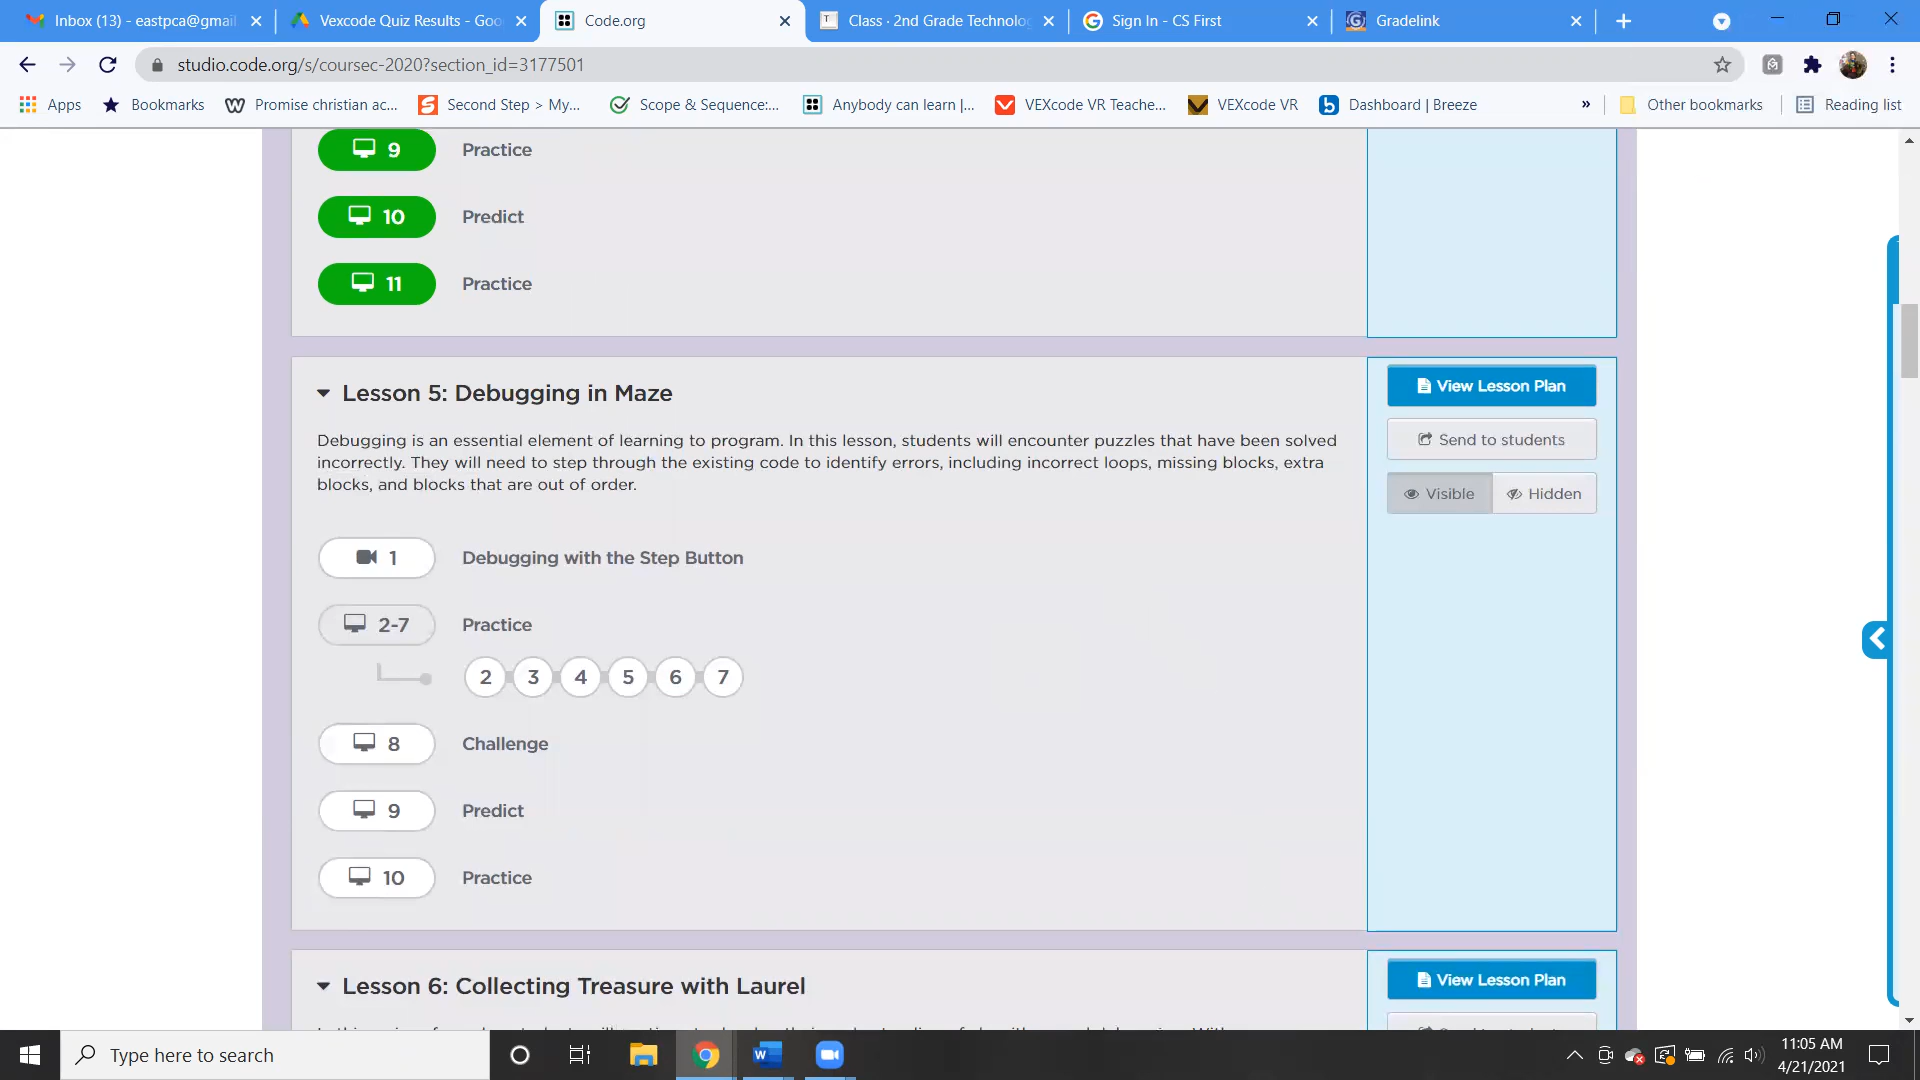 Inbox (13) - eastpca@gmai
Vexcode Quiz Results - Goo
Code.org
Class · 2nd Grade Technolog
Sign In - CS First
Gradelink
studio.code.org/s/coursec-2020?section_id=3177501
Apps
Bookmarks
Promise christian ac...
Second Step > My...
Scope & Sequence:...
Anybody can learn |...
VEXcode VR Teache...
VEXcode VR
Dashboard | Breeze
»
Other bookmarks
Reading list
9 Practice
10 Predict
11 Practice
Lesson 5: Debugging in Maze
View Lesson Plan
Send to students
Visible
Hidden
Debugging is an essential element of learning to program. In this lesson, students will encounter puzzles that have been solved
incorrectly. They will need to step through the existing code to identify errors, including incorrect loops, missing blocks, extra
blocks, and blocks that are out of order.
1 Debugging with the Step Button
2-7 Practice
2 3 4 5 6 7
8 Challenge
9 Predict
10 Practice
Lesson 6: Collecting Treasure with Laurel
View Lesson Plan
Type here to search
11:05 AM
4/21/2021